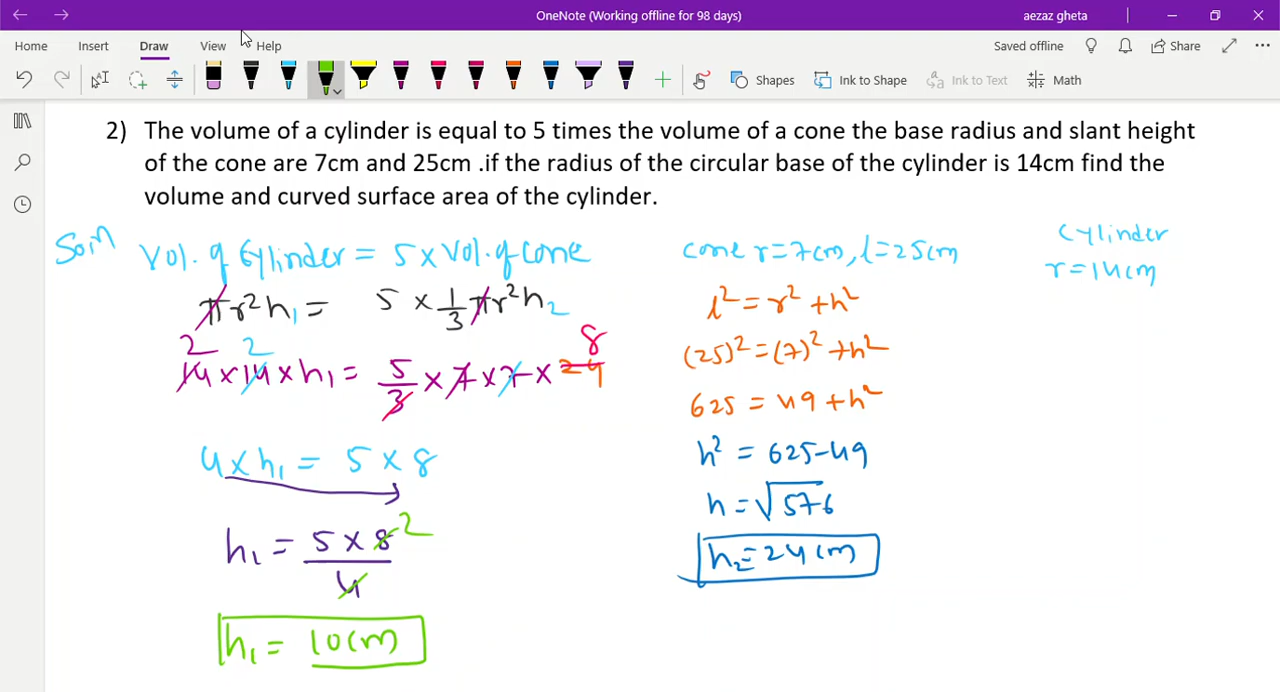 OneNote (Working offline for 98 days)
aezaz gheta
Home Insert Draw View Help
Saved offline Share
Shapes Ink to Shape Ink to Text Math
2) The volume of a cylinder is equal to 5 times the volume of a cone the base radius and slant height
of the cone are 7cm and 25cm .if the radius of the circular base of the cylinder is 14cm find the
volume and curved surface area of the cylinder.
Soln Vol. of Cylinder = 5 x Vol. of cone
πr²h₁ = 5 × 1/3 πr²h₂
2 2 8
14 × 14 × h₁ = 5/3 × 7 × 7 × 24
4 × h₁ = 5 × 8
h₁ = 5 × 8 2
4
h₁ = 10cm
cone r=7cm, l=25cm
l² = r² + h²
(25)² = (7)² + h²
625 = 49 + h²
h² = 625-49
h = √576
h₂ = 24cm
cylinder
r=14cm